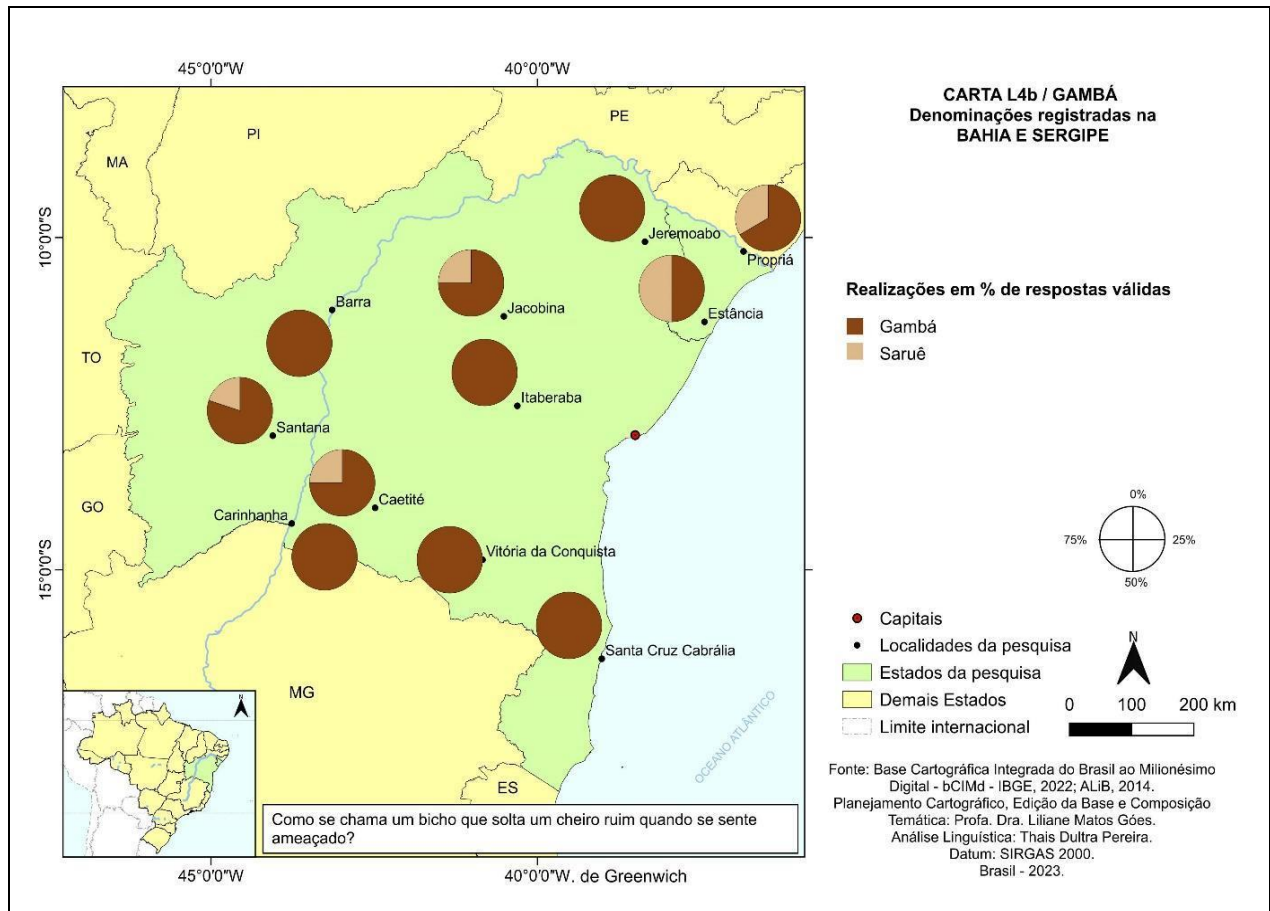 CARTA L4b / GAMBÁ
Denominações registradas na
BAHIA E SERGIPE
45°0'0"W
40°0'0"W
PE
PI
MA
10°0'0"S
Jeremoabo
Propriá
Barra
Jacobina
Estância
TO
Itaberaba
Santana
Caetité
GO
Carinhanha
Vitória da Conquista
15°0'0"S
Santa Cruz Cabrália
MG
OCEANO ATLÂNTICO
ES
N
Como se chama um bicho que solta um cheiro ruim quando se sente
ameaçado?
45°0'0"W
40°0'0"W. de Greenwich
Realizações em % de respostas válidas
Gambá
Saruê
0%
75%
25%
50%
Capitais
Localidades da pesquisa
Estados da pesquisa
Demais Estados
Limite internacional
N
0 100 200 km
Fonte: Base Cartográfica Integrada do Brasil ao Milionésimo
Digital - bCIMd - IBGE, 2022; ALiB, 2014.
Planejamento Cartográfico, Edição da Base e Composição
Temática: Profa. Dra. Liliane Matos Góes.
Análise Linguística: Thais Dultra Pereira.
Datum: SIRGAS 2000.
Brasil - 2023.